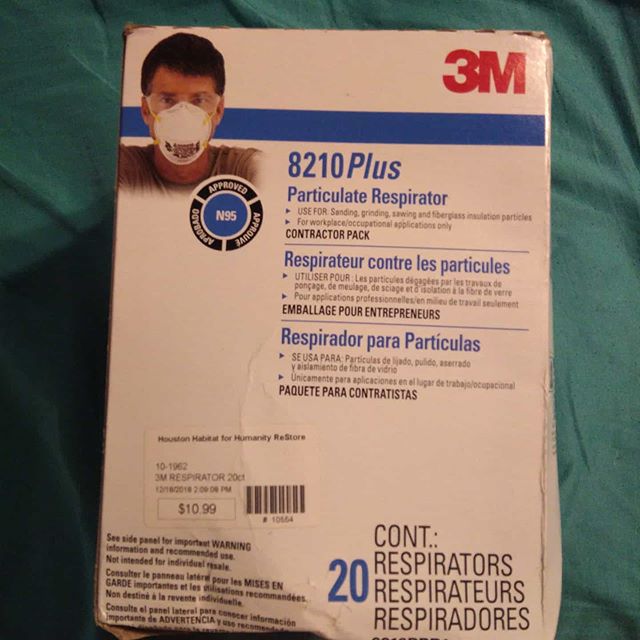 3M
APPROVED
N95
APROBADO
APPROUVÉ
8210Plus
Particulate Respirator
USE FOR: Sanding, grinding, sawing and fiberglass insulation particles
For workplace/occupational applications only
CONTRACTOR PACK
Respirateur contre les particules
UTILISER POUR : Les particules dégagées par les travaux de
ponçage, de meulage, de sciage et d'isolation à la fibre de verre
Pour applications professionnelles/en milieu de travail seulement
EMBALLAGE POUR ENTREPRENEURS
Respirador para Partículas
SE USA PARA: Partículas de lijado, pulido, aserrado
y aislamiento de fibra de vidrio
Únicamente para aplicaciones en el lugar de trabajo/ocupacional
PAQUETE PARA CONTRATISTAS
Houston Habitat for Humanity ReStore
10-1962
3M RESPIRATOR 20ct
12/18/2018 2:09:08 PM
$10.99
# 10554
See side panel for important WARNING
information and recommended use.
Not intended for individual resale.
Consulter le panneau latéral pour les MISES EN
GARDE importantes et les utilisations recommandées.
Non destiné à la revente individuelle.
Consulte el panel lateral para conocer información
importante de ADVERTENCIA y uso recomendado.
CONT.:
20 RESPIRATORS
RESPIRATEURS
RESPIRADORES